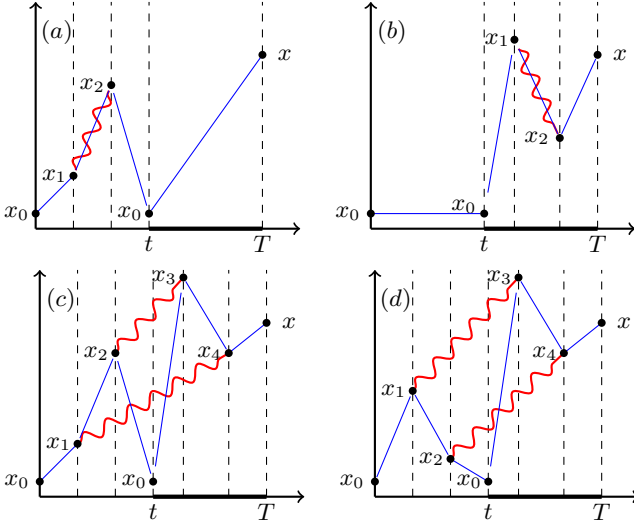 (a)
x₂
x₁
x₀
x₀
x
t
T
(b)
x₁
x₂
x₀
x₀
x
t
T
(c)
x₃
x₂
x₄
x₁
x₀
x₀
x
t
T
(d)
x₃
x₁
x₄
x₂
x₀
x₀
x
t
T